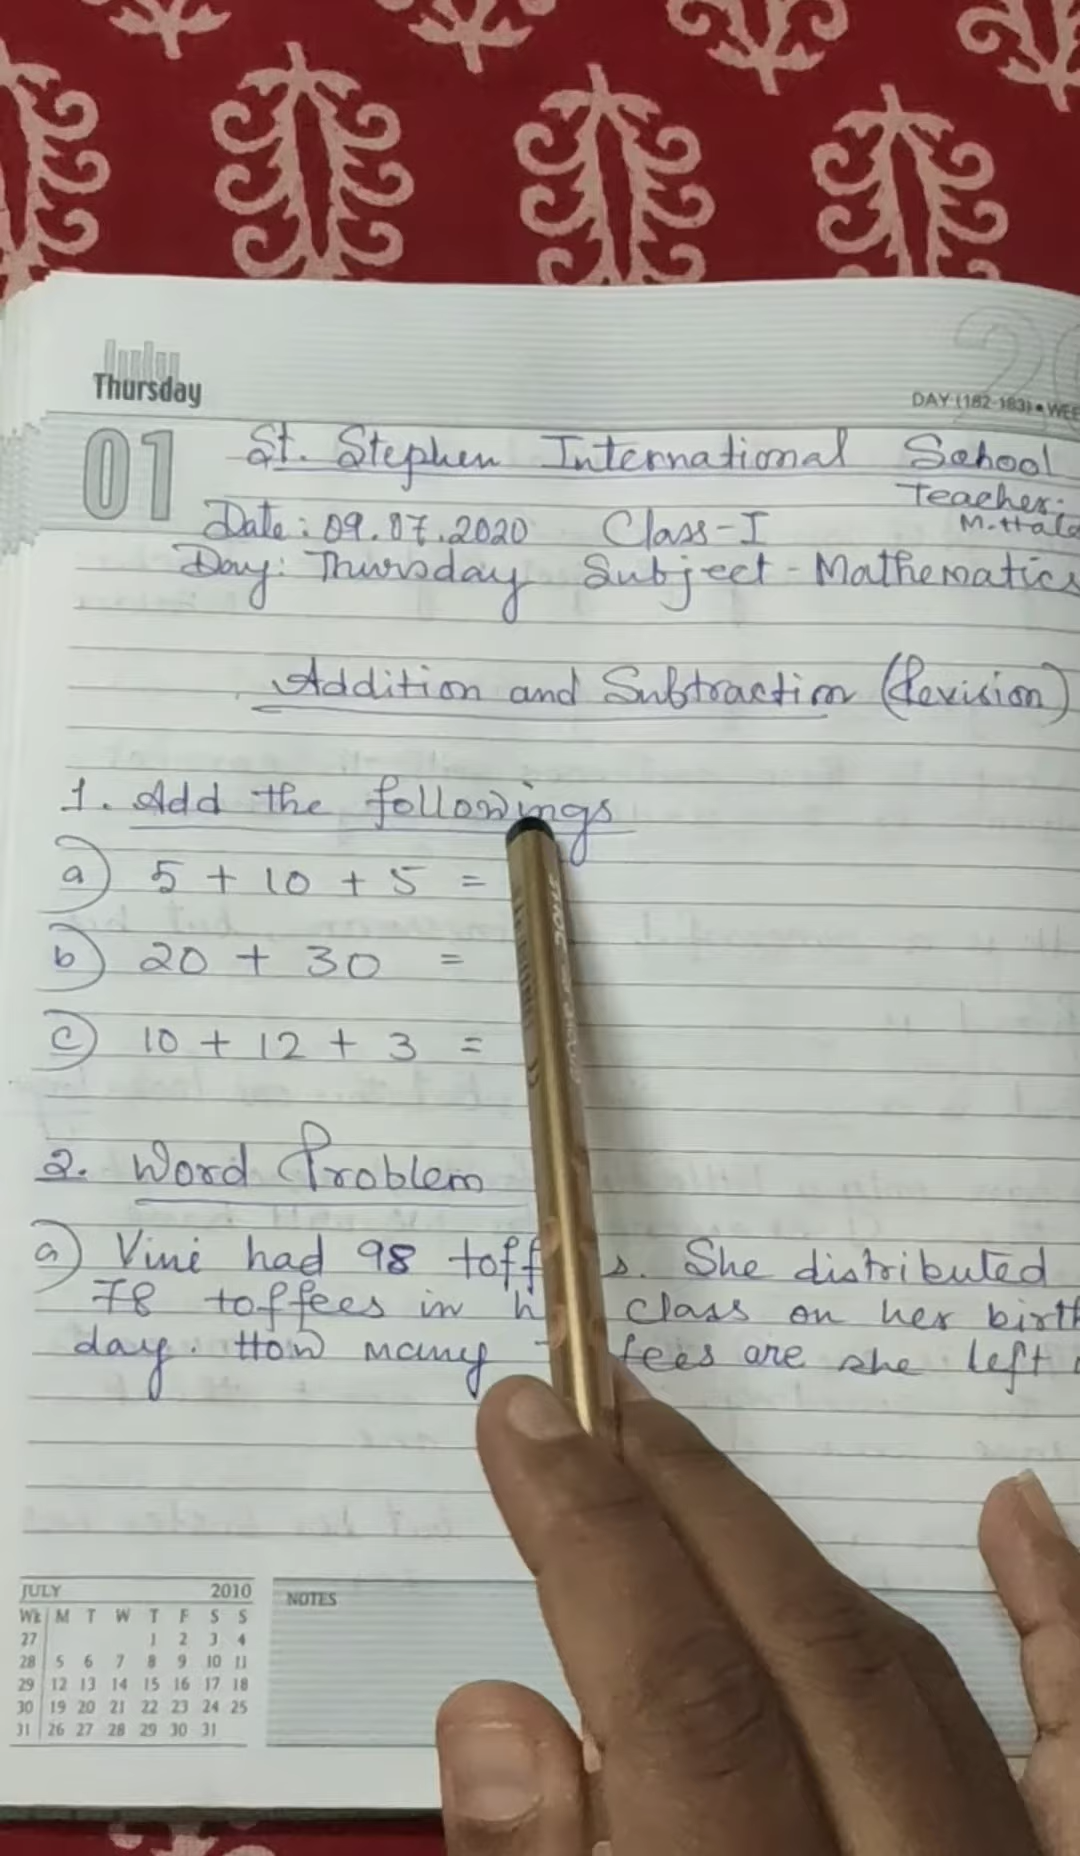 July
Thursday
DAY (182-183) • WEE
01
St. Stephen International School
Teacher:
Date: 09.07.2020 Class-I
Day: Thursday Subject - Mathematics
Addition and Subtraction (Revision)
1. Add the followings
a) 5 + 10 + 5 =
b) 20 + 30 =
c) 10 + 12 + 3 =
2. Word Problem
a) Vini had 98 toff s. She distributed
78 toffees in h class on her birth
day. How many fees are she left
JULY 2010
Wk M T W T F S S
27 1 2 3 4
28 5 6 7 8 9 10 11
29 12 13 14 15 16 17 18
30 19 20 21 22 23 24 25
31 26 27 28 29 30 31
NOTES